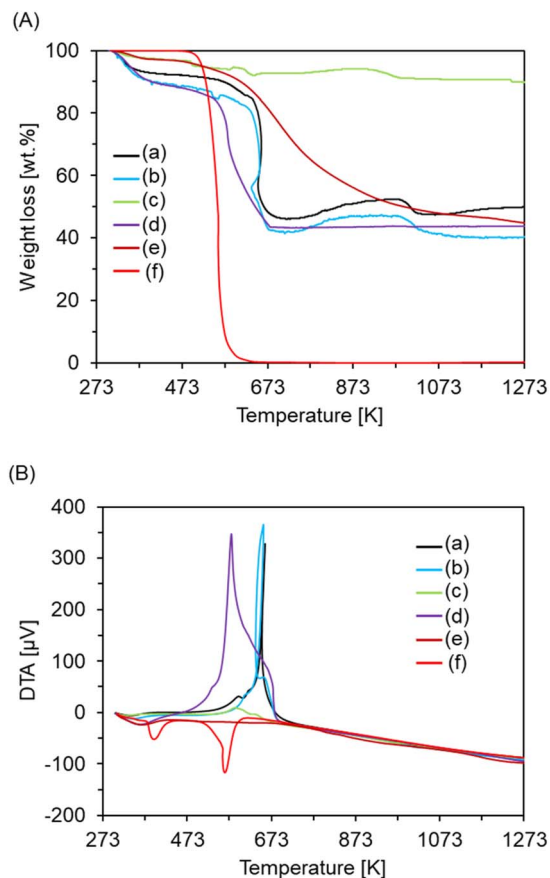 (A)
100
80
60
40
20
0
Weight loss [wt.%]
(a)
(b)
(c)
(d)
(e)
(f)
273 473 673 873 1073 1273
Temperature [K]
(B)
400
300
200
100
0
-100
-200
DTA [μV]
(a)
(b)
(c)
(d)
(e)
(f)
273 473 673 873 1073 1273
Temperature [K]